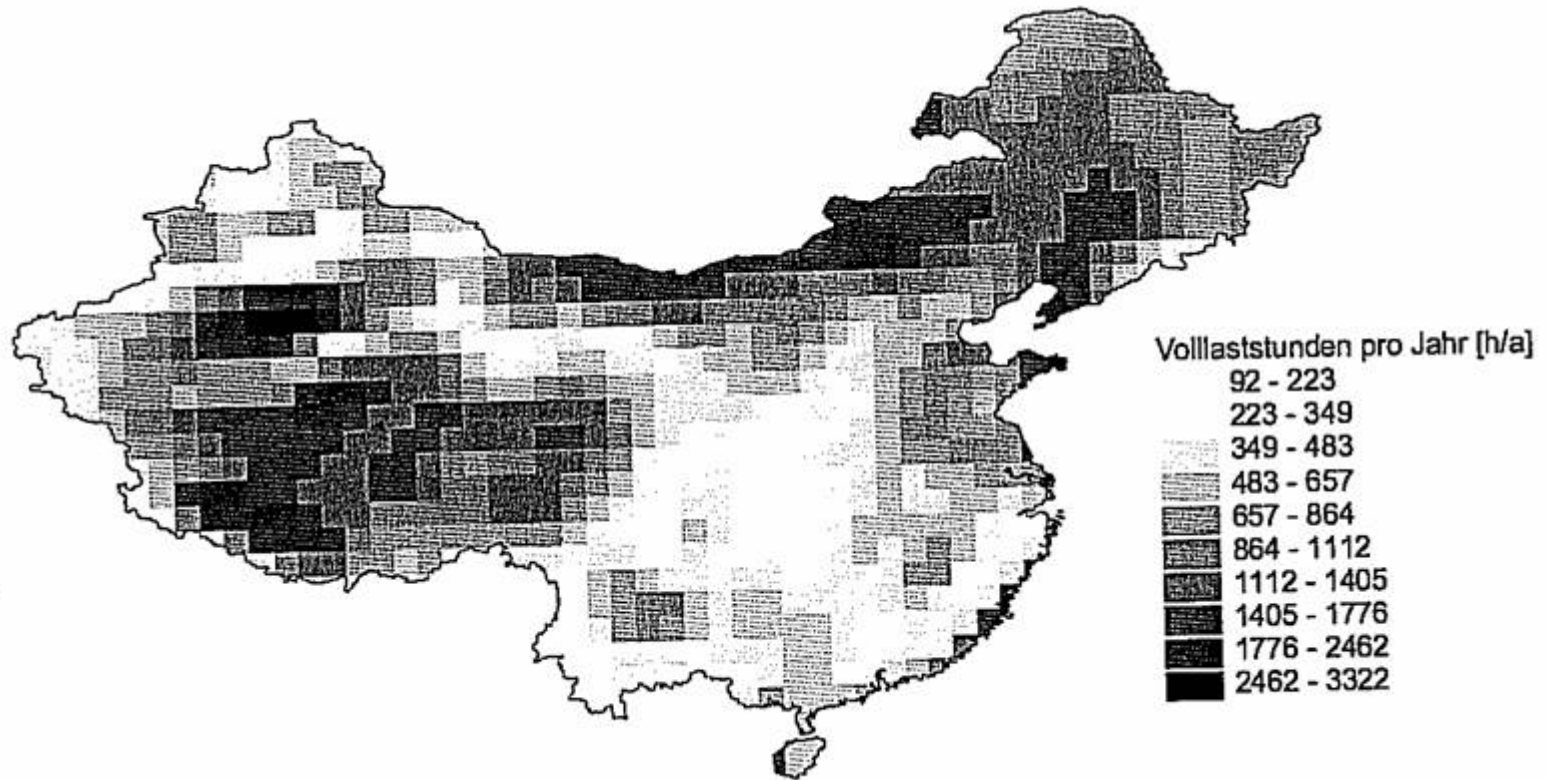 Volllaststunden pro Jahr [h/a]
92 - 223
223 - 349
349 - 483
483 - 657
657 - 864
864 - 1112
1112 - 1405
1405 - 1776
1776 - 2462
2462 - 3322